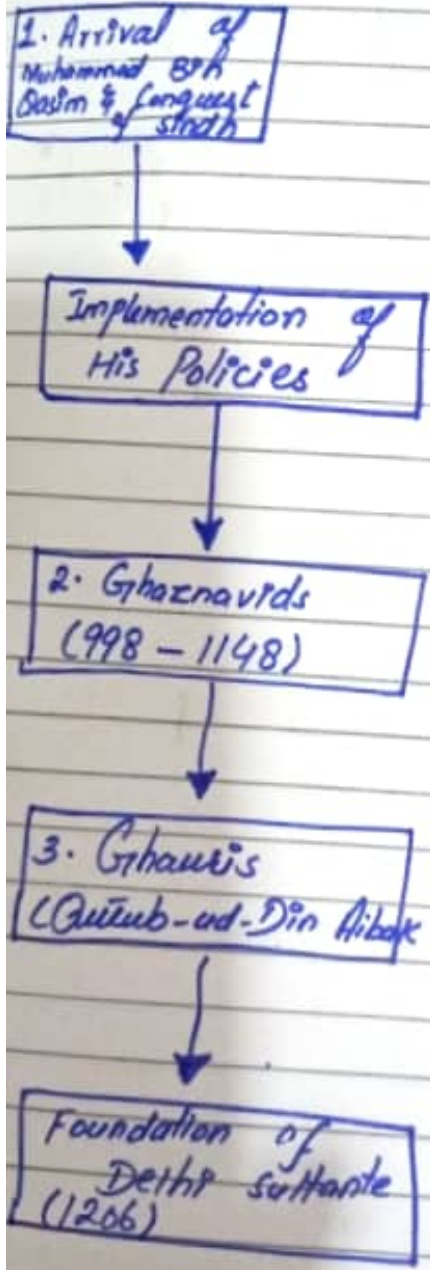 1. Arrival of
Muhammad Bin
Qasim & Conquest
of sindh
Implementation of
His Policies
2. Ghaznavids
(998 - 1148)
3. Ghauris
(Qutub-ud-Din Aibak
Foundation of
Delhi sultante
(1206)